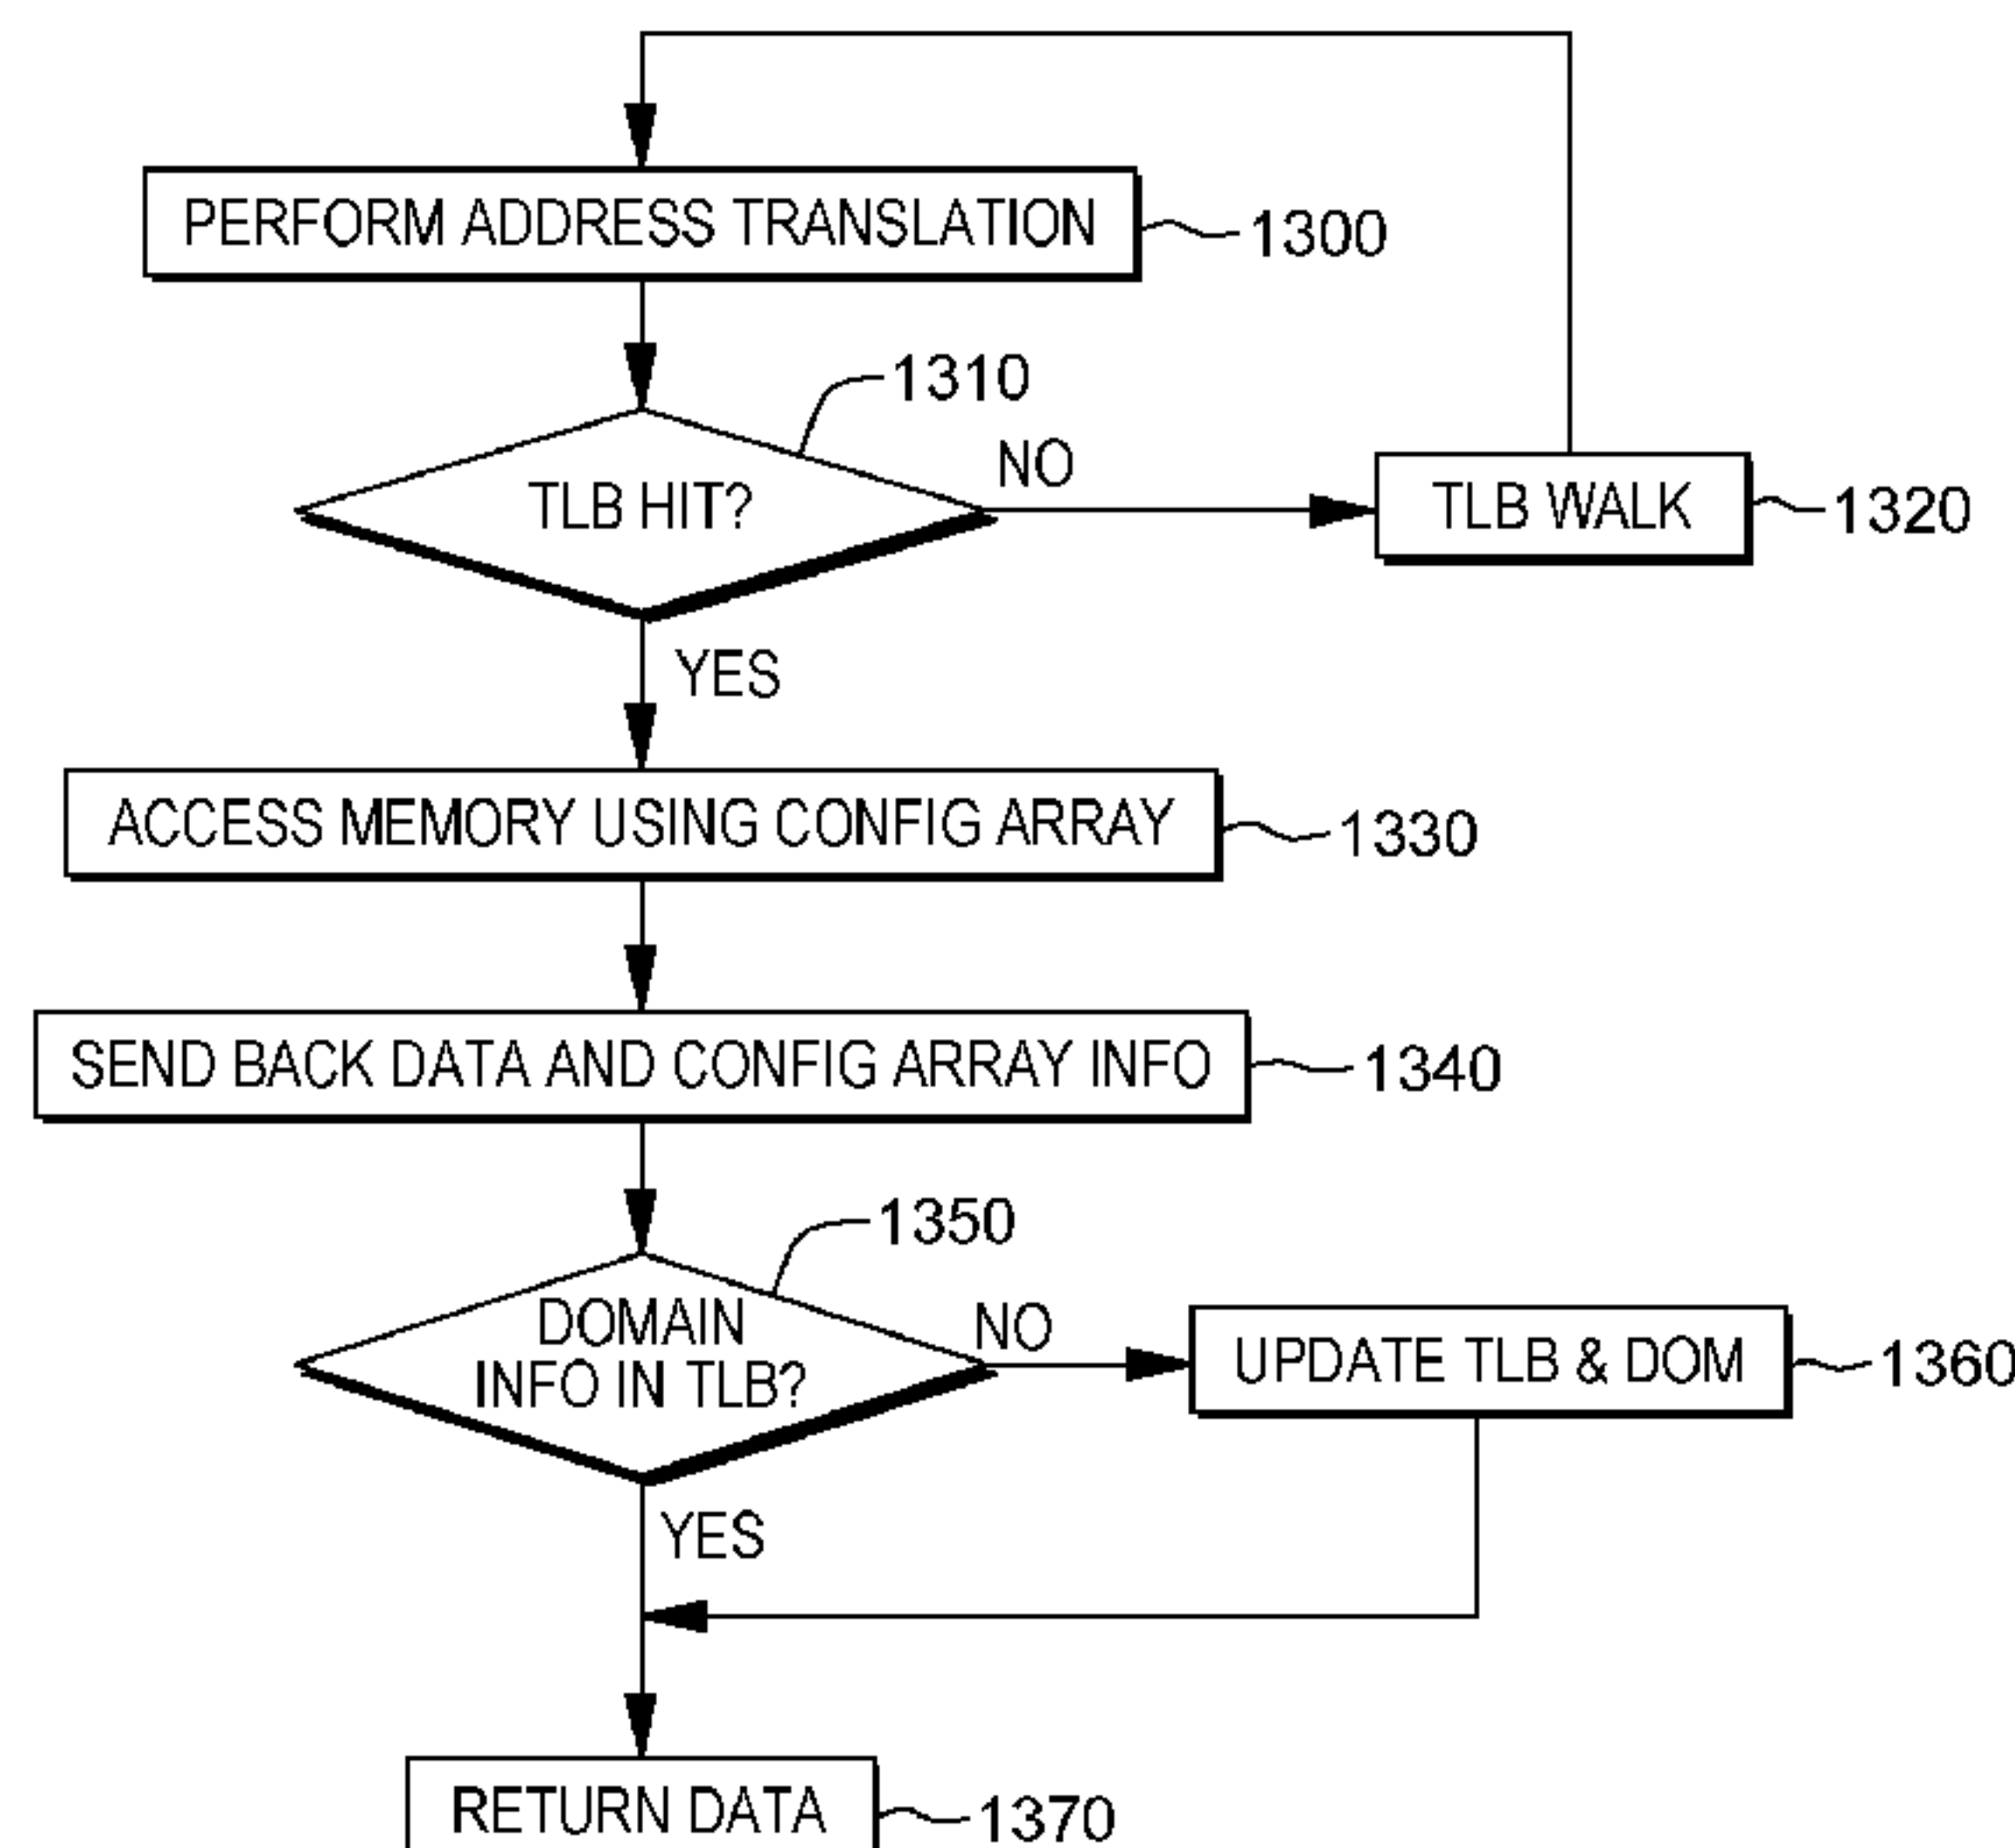 PERFORM ADDRESS TRANSLATION
1300
1310
TLB HIT?
NO
TLB WALK
1320
YES
ACCESS MEMORY USING CONFIG ARRAY
1330
SEND BACK DATA AND CONFIG ARRAY INFO
1340
1350
DOMAIN
INFO IN TLB?
NO
UPDATE TLB & DOM
1360
YES
RETURN DATA
1370